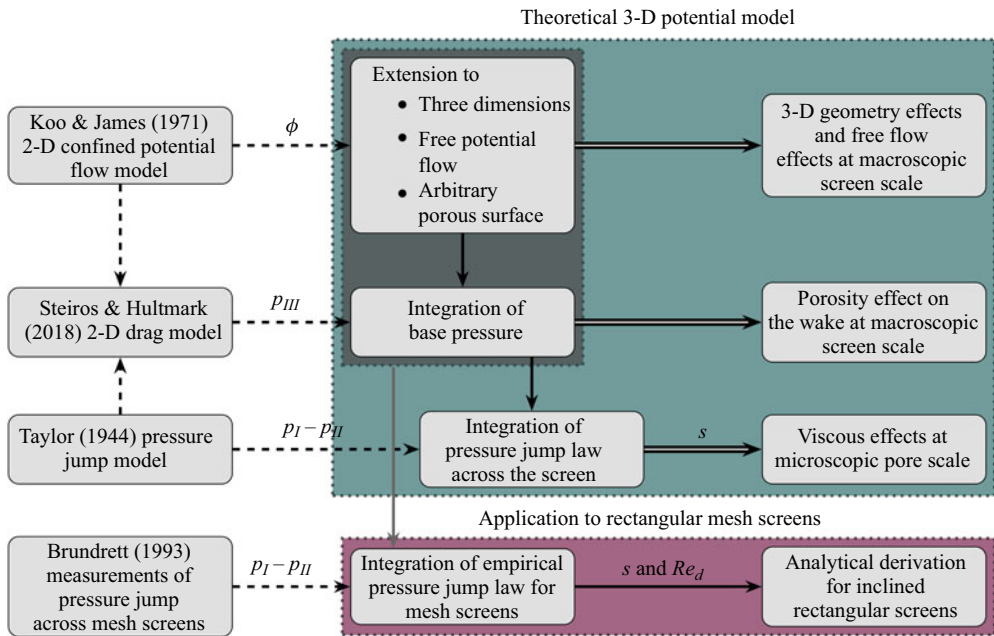 Theoretical 3-D potential model
Koo & James (1971)
2-D confined potential
flow model
ϕ
Extension to
• Three dimensions
• Free potential
flow
• Arbitrary
porous surface
3-D geometry effects
and free flow
effects at macroscopic
screen scale
Steiros & Hultmark
(2018) 2-D drag model
p_III
Integration of
base pressure
Porosity effect on
the wake at macroscopic
screen scale
Taylor (1944) pressure
jump model
p_I – p_II
Integration of
pressure jump law
across the screen
s
Viscous effects at
microscopic pore scale
Application to rectangular mesh screens
Brundrett (1993)
measurements of
pressure jump
across mesh screens
p_I – p_II
Integration of empirical
pressure jump law for
mesh screens
s and Re_d
Analytical derivation
for inclined
rectangular screens